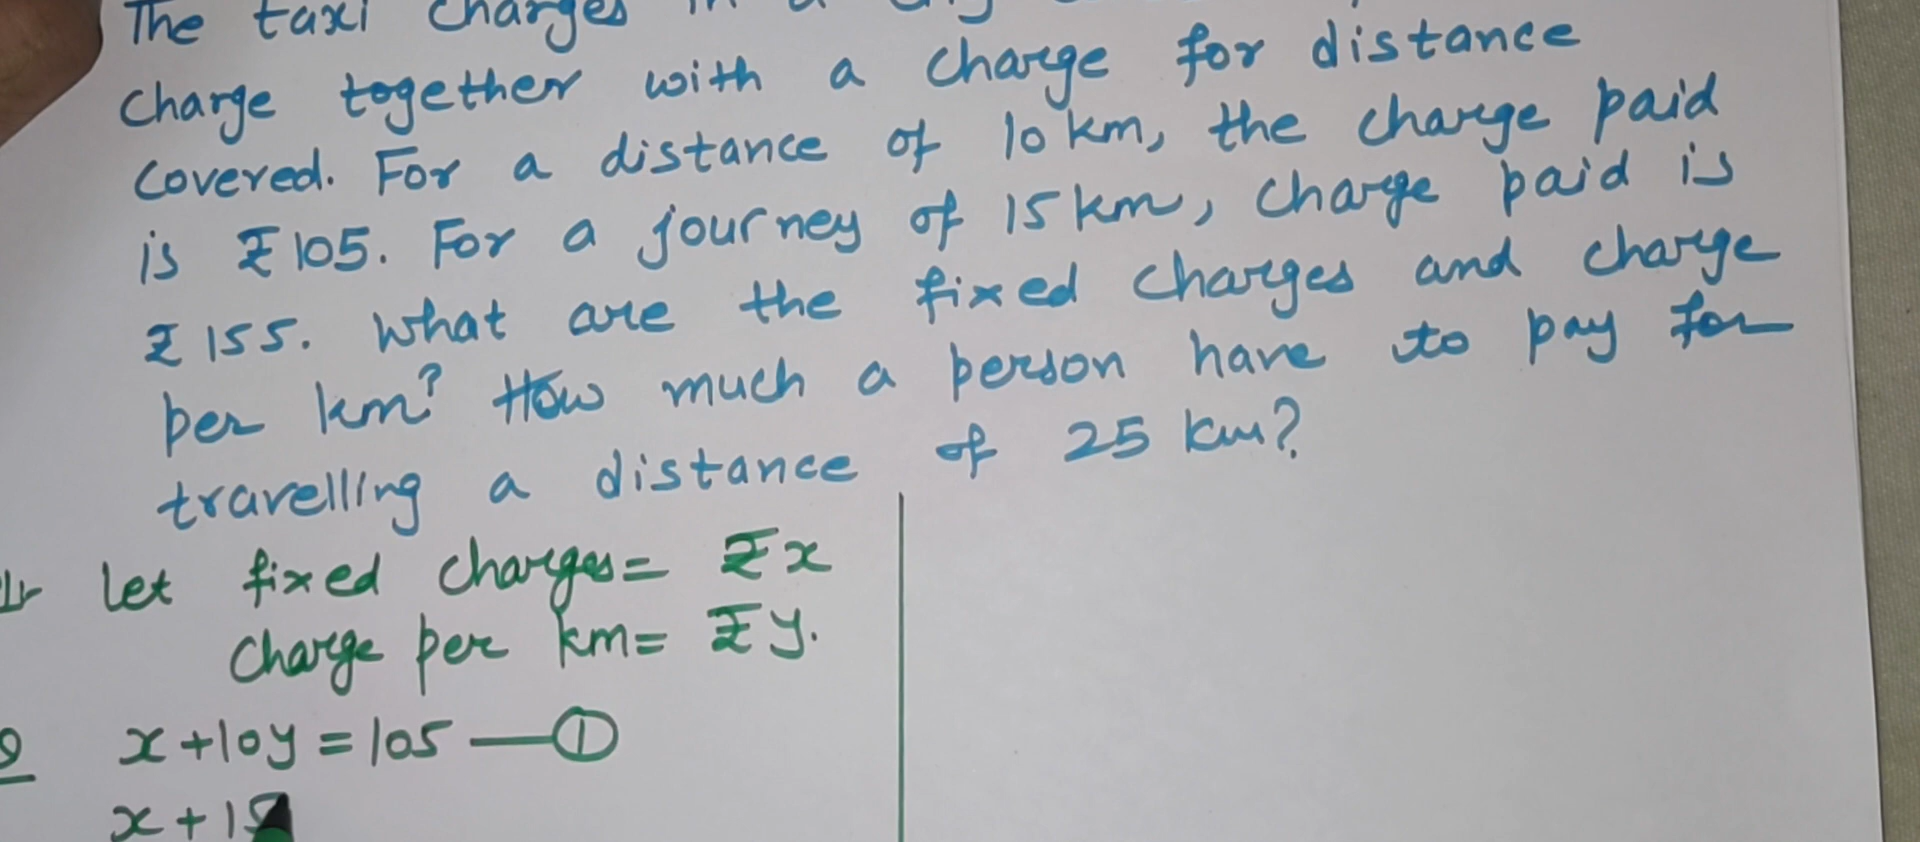 The taxi charges in a
charge together with a charge for distance
covered. For a distance of 10 km, the charge paid
is ₹105. For a journey of 15 km, charge paid is
₹155. What are the fixed charges and charge
per km? How much a person have to pay for
travelling a distance of 25 km?
Let fixed charges= ₹x
Charge per km= ₹y.
x+10y=105 —①
x+15